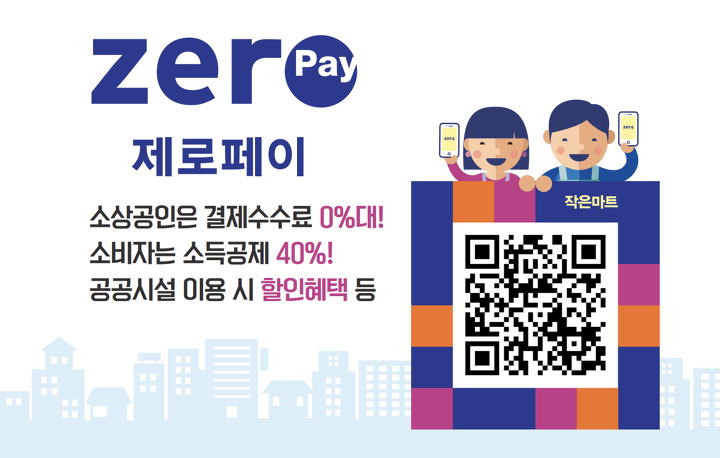 zero Pay
제로페이
소상공인은 결제수수료 0%대!
소비자는 소득공제 40%!
공공시설 이용 시 할인혜택 등
zero
zero
작은마트